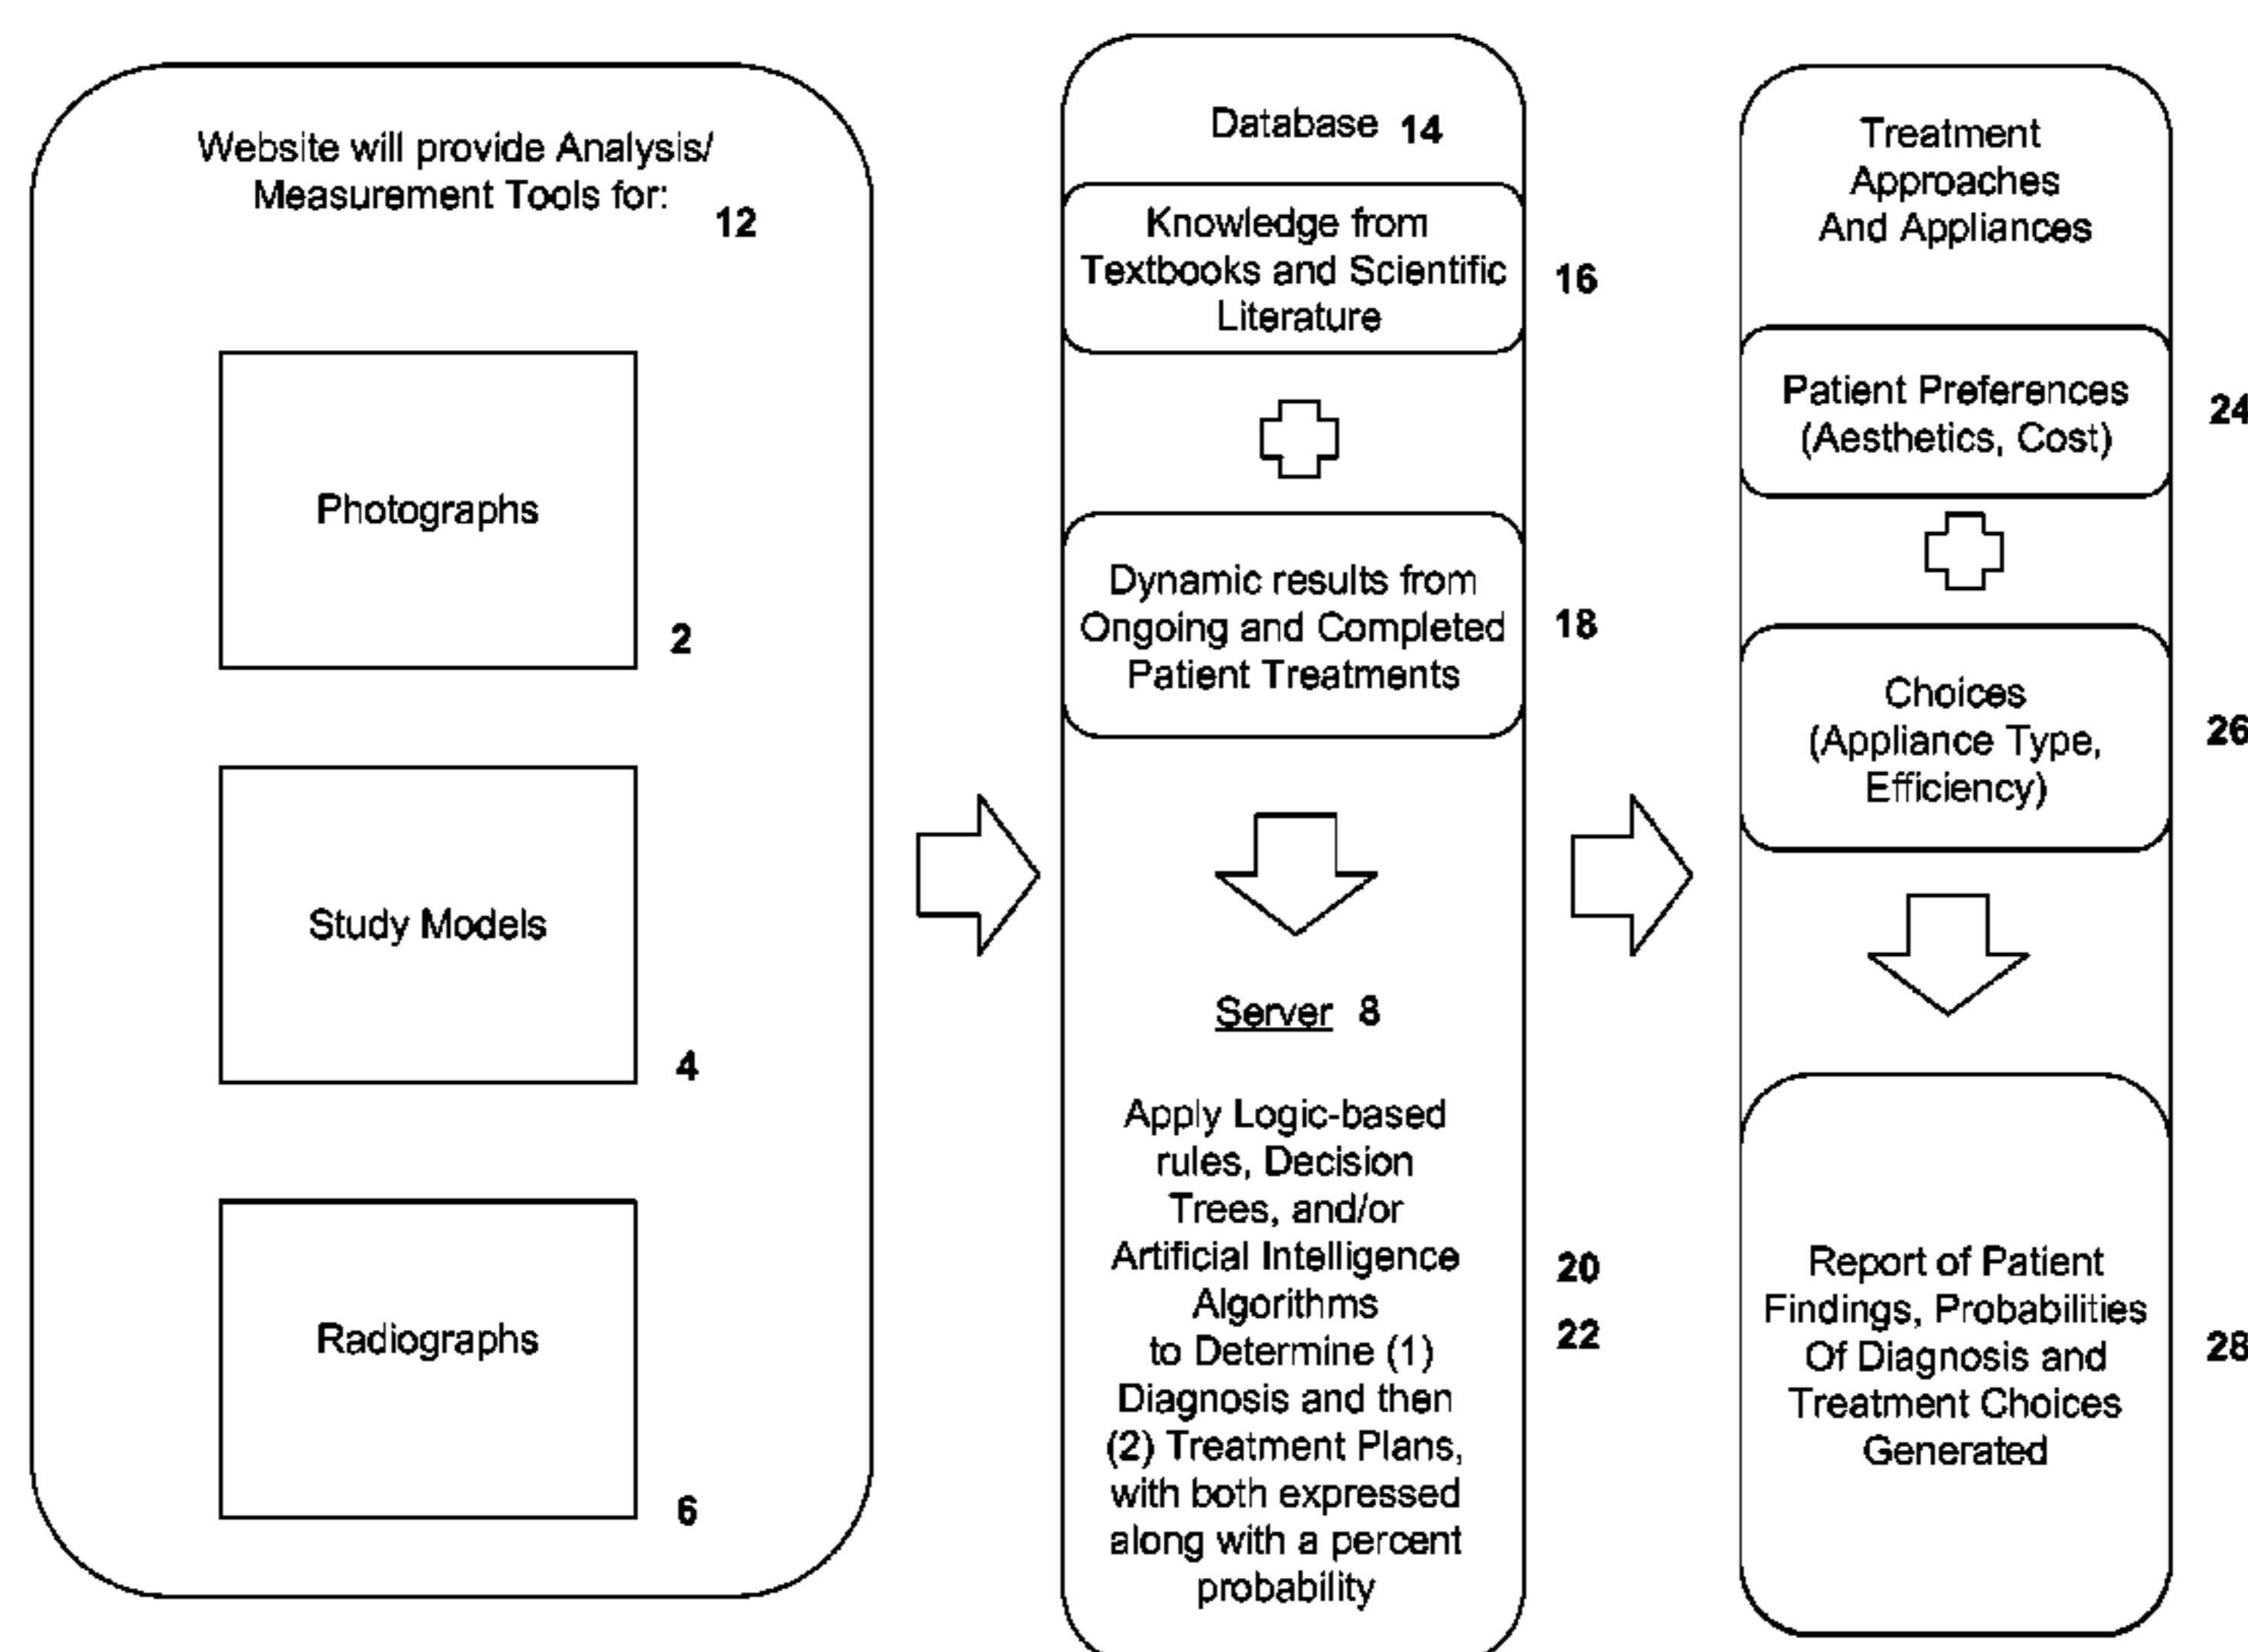 Website will provide Analysis/
Measurement Tools for:
12
Photographs
2
Study Models
4
Radiographs
6
Database 14
Knowledge from
Textbooks and Scientific
Literature
16
Dynamic results from
Ongoing and Completed
Patient Treatments
18
Server 8
Apply Logic-based
rules, Decision
Trees, and/or
Artificial Intelligence
Algorithms
to Determine (1)
Diagnosis and then
(2) Treatment Plans,
with both expressed
along with a percent
probability
20
22
Treatment
Approaches
And Appliances
Patient Preferences
(Aesthetics, Cost)
24
Choices
(Appliance Type,
Efficiency)
26
Report of Patient
Findings, Probabilities
Of Diagnosis and
Treatment Choices
Generated
28